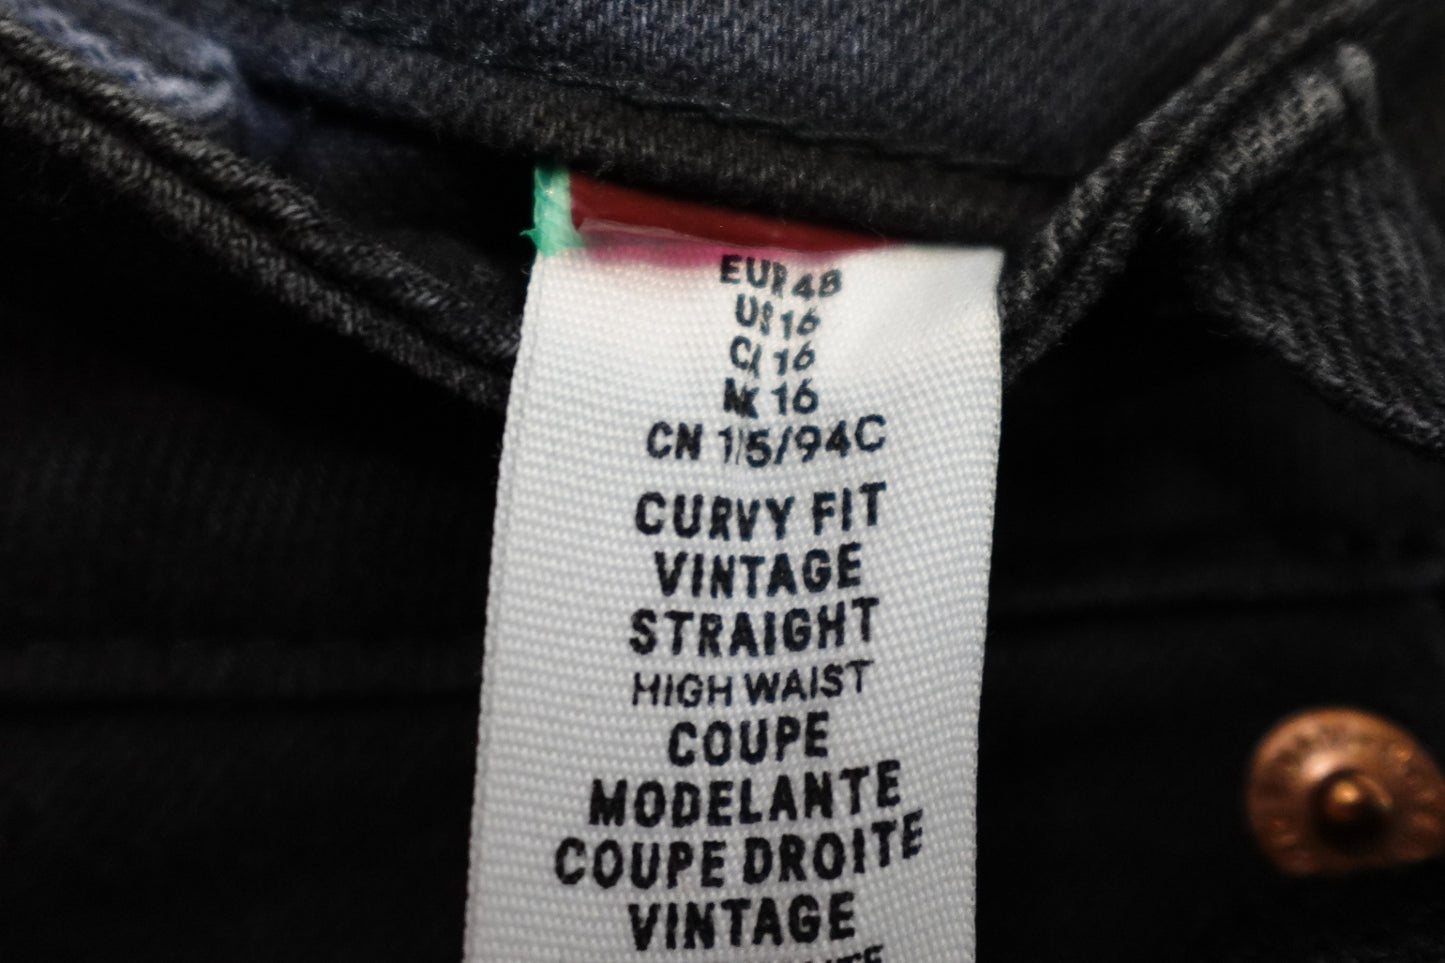 EUR 48
US 16
CA 16
MX 16
CN 175/94C
CURVY FIT
VINTAGE
STRAIGHT
HIGH WAIST
COUPE
MODELANTE
COUPE DROITE
VINTAGE